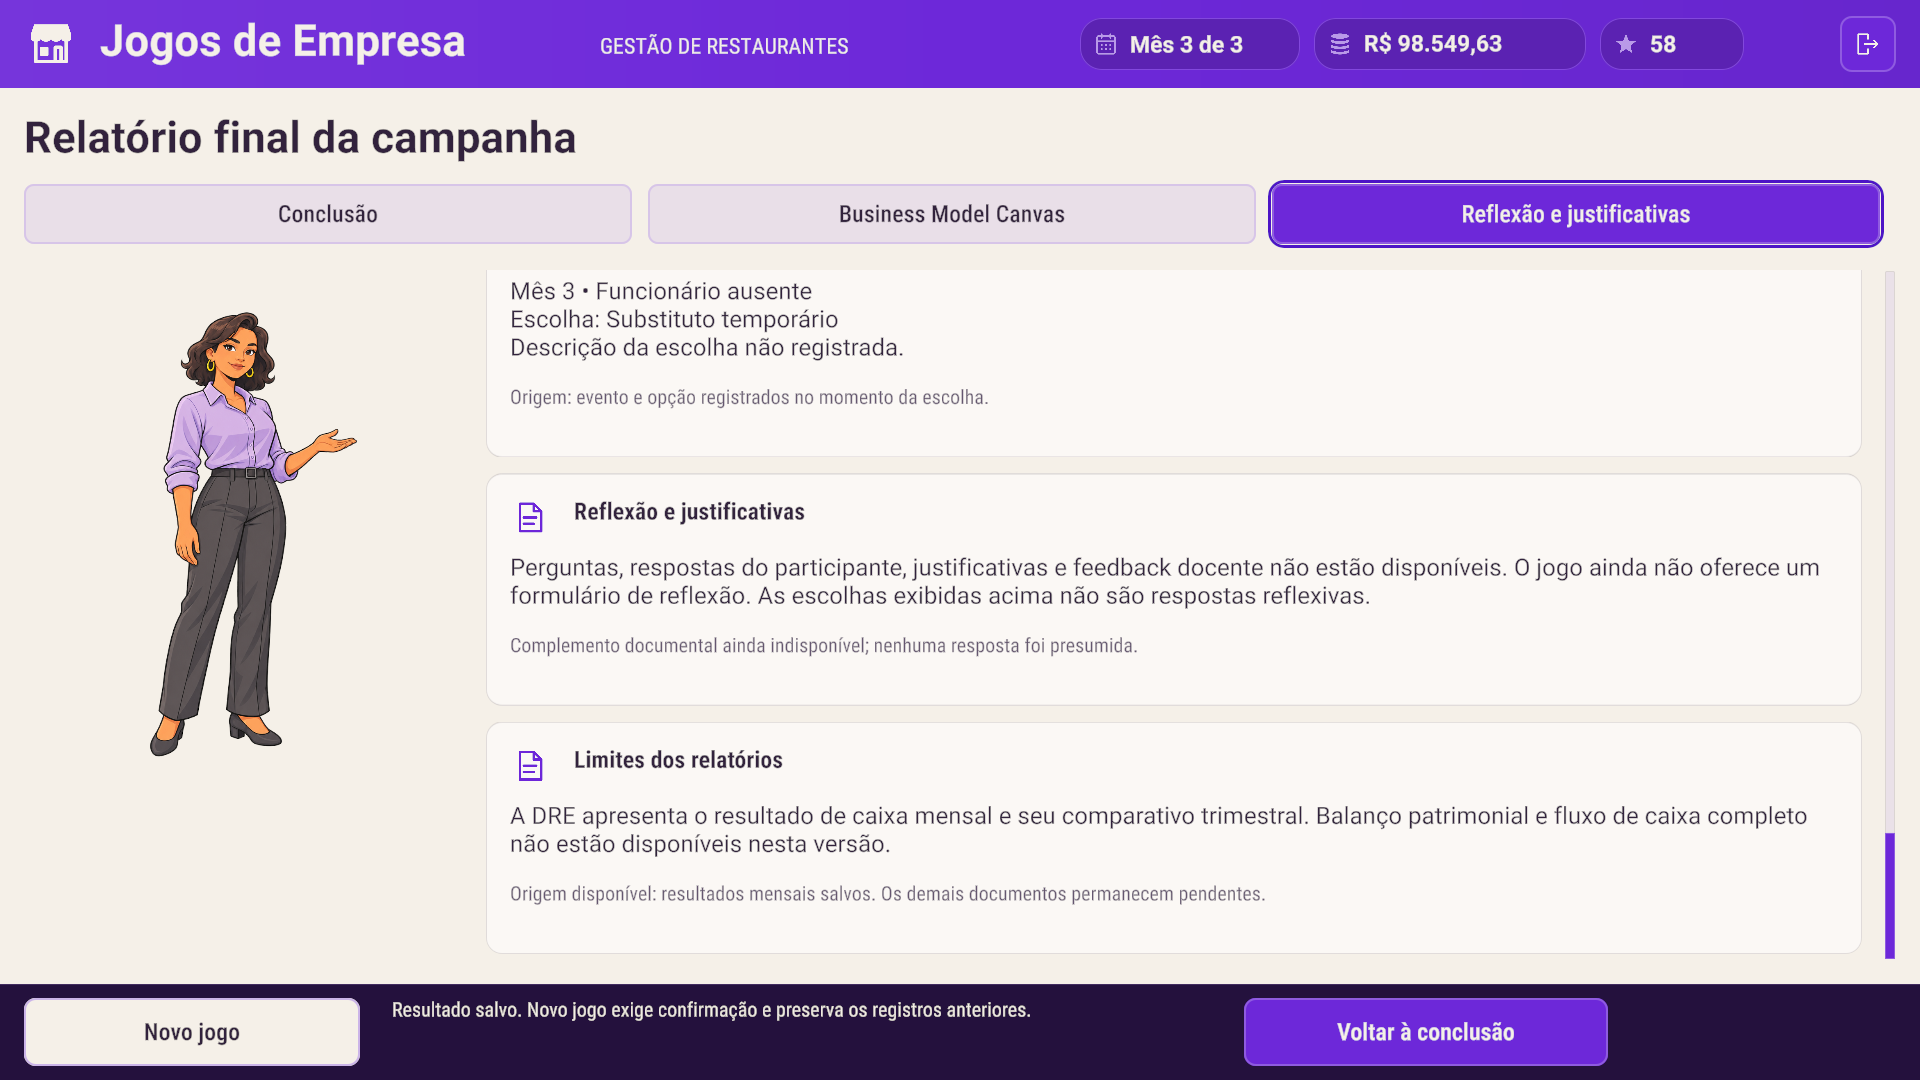 Jogos de Empresa
GESTÃO DE RESTAURANTES
Mês 3 de 3
R$ 98.549,63
58
Relatório final da campanha
Conclusão
Business Model Canvas
Reflexão e justificativas
Mês 3 • Funcionário ausente
Escolha: Substituto temporário
Descrição da escolha não registrada.
Origem: evento e opção registrados no momento da escolha.
Reflexão e justificativas
Perguntas, respostas do participante, justificativas e feedback docente não estão disponíveis. O jogo ainda não oferece um
formulário de reflexão. As escolhas exibidas acima não são respostas reflexivas.
Complemento documental ainda indisponível; nenhuma resposta foi presumida.
Limites dos relatórios
A DRE apresenta o resultado de caixa mensal e seu comparativo trimestral. Balanço patrimonial e fluxo de caixa completo
não estão disponíveis nesta versão.
Origem disponível: resultados mensais salvos. Os demais documentos permanecem pendentes.
Novo jogo
Resultado salvo. Novo jogo exige confirmação e preserva os registros anteriores.
Voltar à conclusão